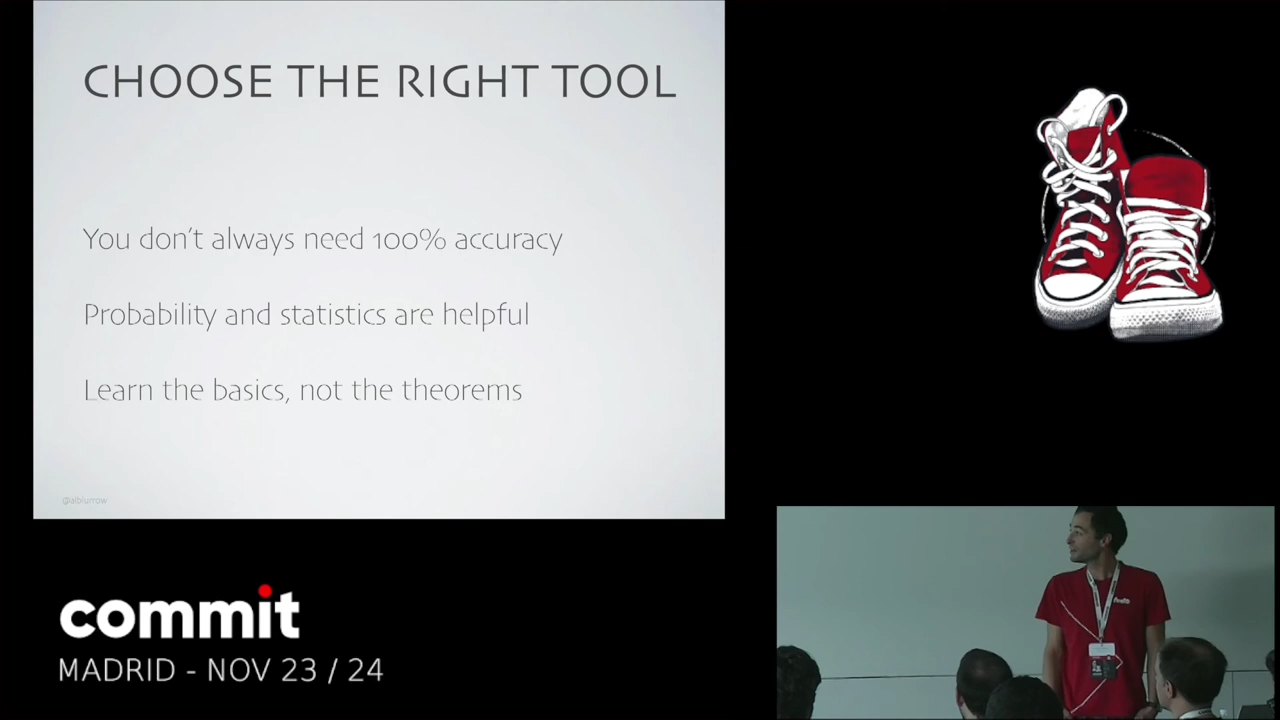 CHOOSE THE RIGHT TOOL
You don't always need 100% accuracy
Probability and statistics are helpful
Learn the basics, not the theorems
commit
MADRID - NOV 23 / 24